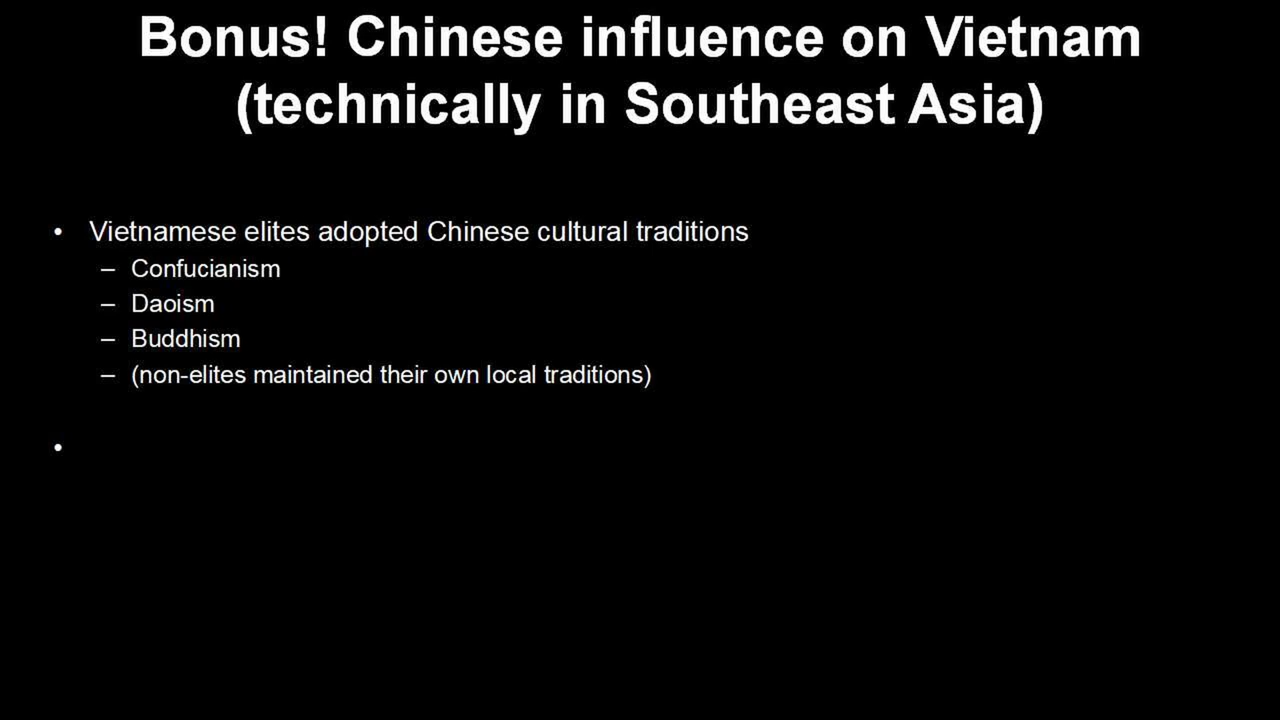 Bonus! Chinese influence on Vietnam
(technically in Southeast Asia)
• Vietnamese elites adopted Chinese cultural traditions
– Confucianism
– Daoism
– Buddhism
– (non-elites maintained their own local traditions)
•